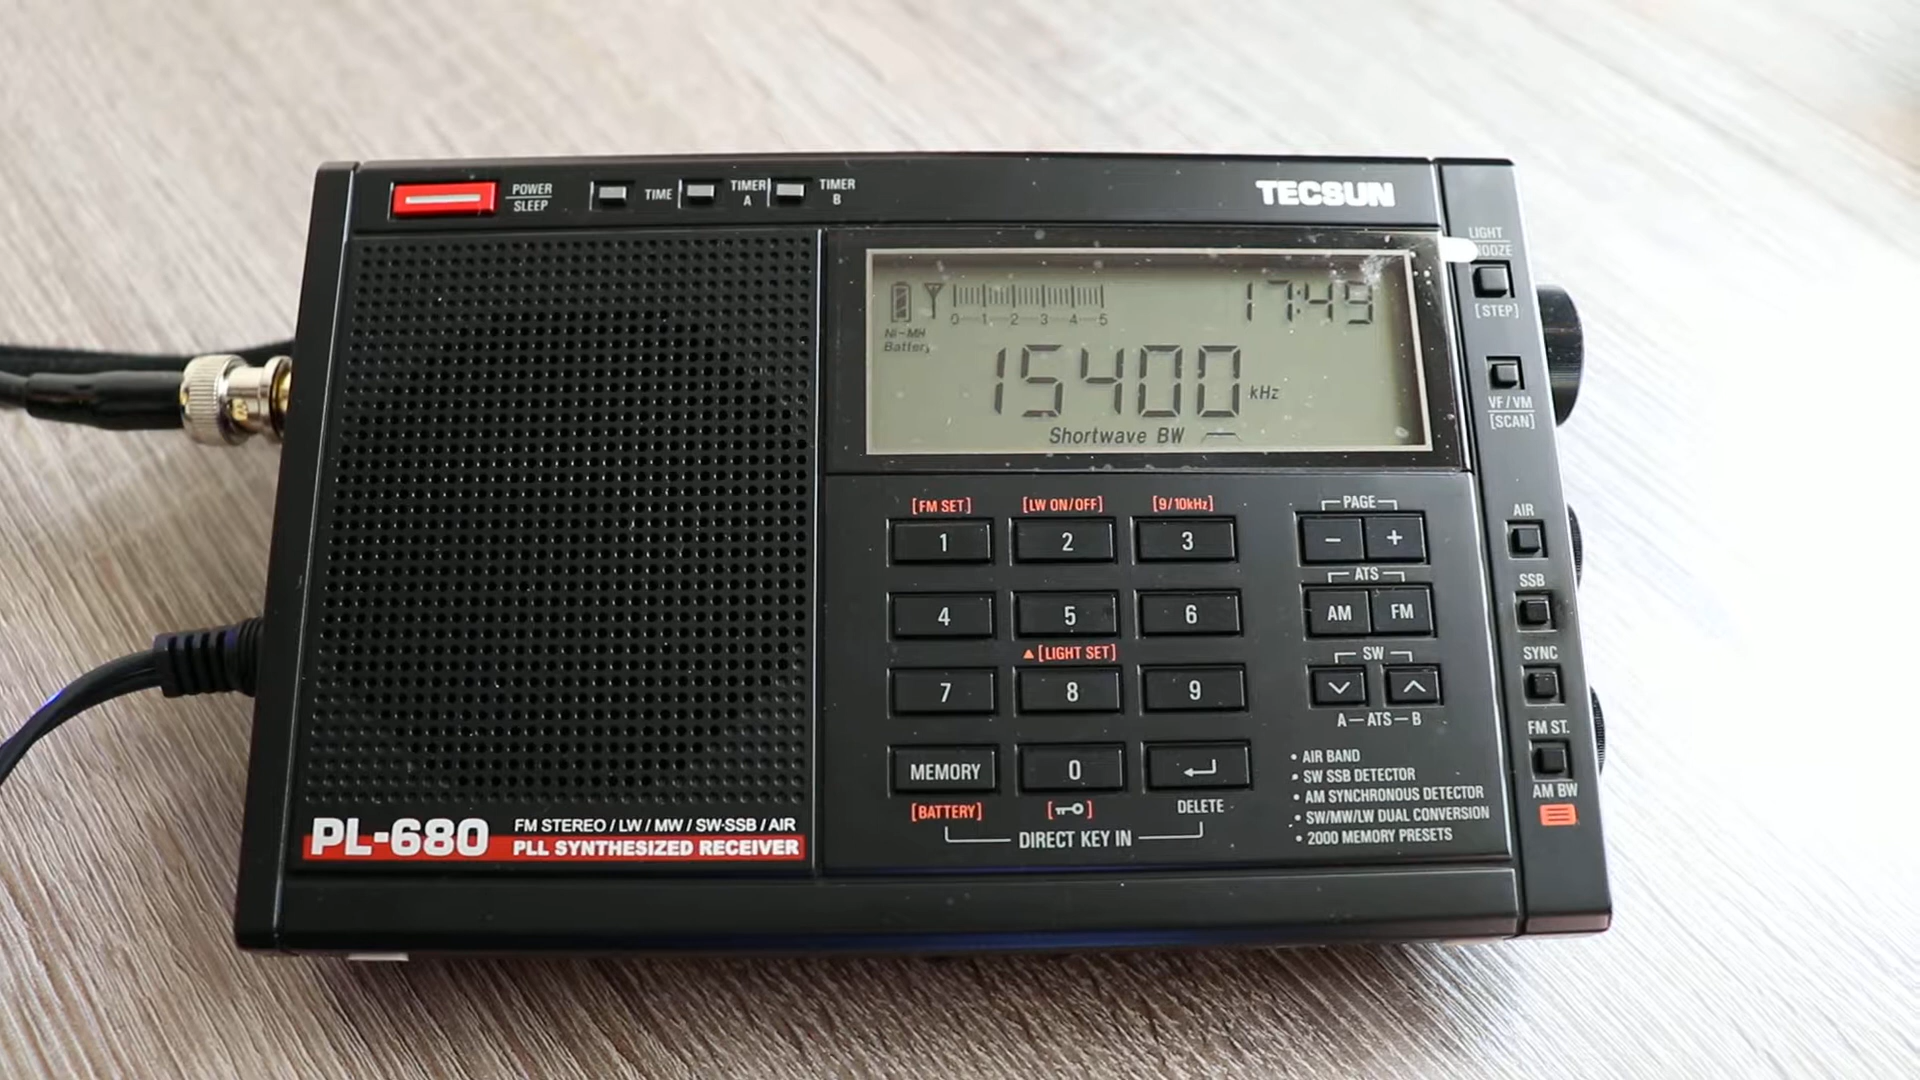 POWER
SLEEP
TIME
TIMER
A
TIMER
B
TECSUN
LIGHT
[STEP]
17:49
0 1 2 3 4 5
Ni-MH
Battery
15400 kHz
Shortwave BW
VF / VM
[SCAN]
[FM SET] [LW ON/OFF] [9/10kHz]
1 2 3
PAGE
− +
AIR
4 5 6
ATS
AM FM
SSB
▲[LIGHT SET]
7 8 9
SW
A—ATS—B
SYNC
FM ST.
AM BW
MEMORY 0
[BATTERY] [ ] DELETE
DIRECT KEY IN
• AIR BAND
• SW SSB DETECTOR
• AM SYNCHRONOUS DETECTOR
• SW/MW/LW DUAL CONVERSION
• 2000 MEMORY PRESETS
PL-680
FM STEREO / LW / MW / SW-SSB / AIR
PLL SYNTHESIZED RECEIVER